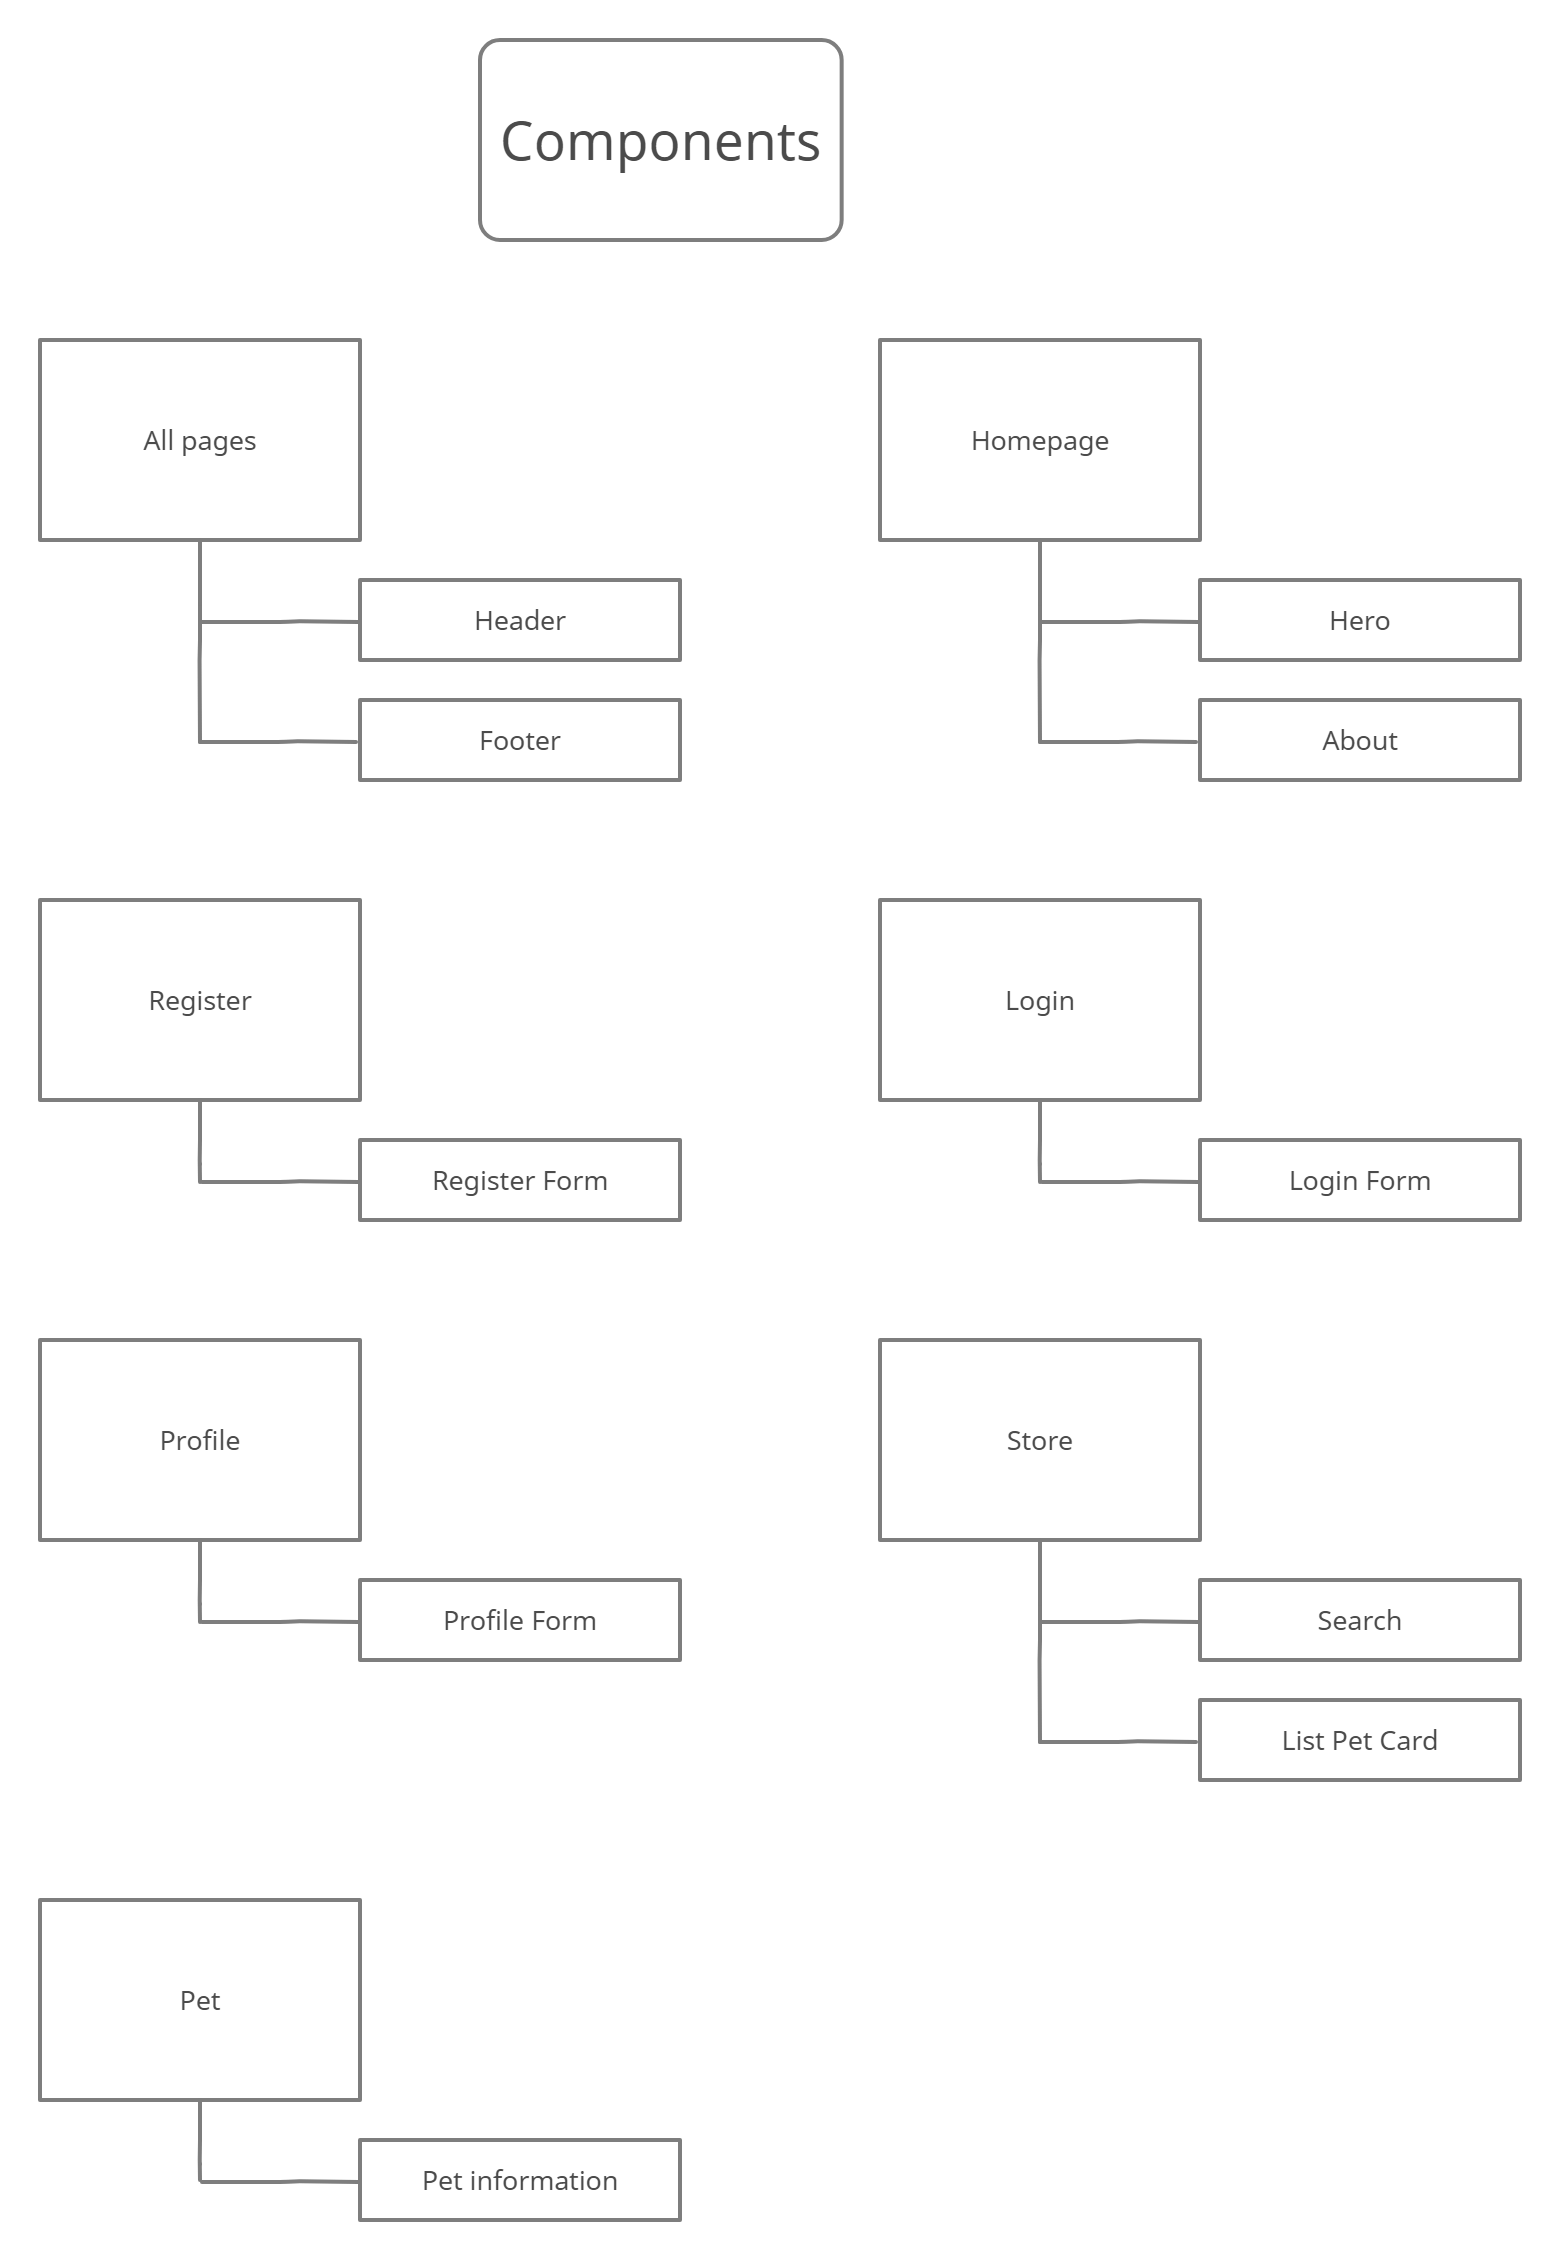 Components
All pages
Header
Footer
Homepage
Hero
About
Register
Register Form
Login
Login Form
Profile
Profile Form
Store
Search
List Pet Card
Pet
Pet information